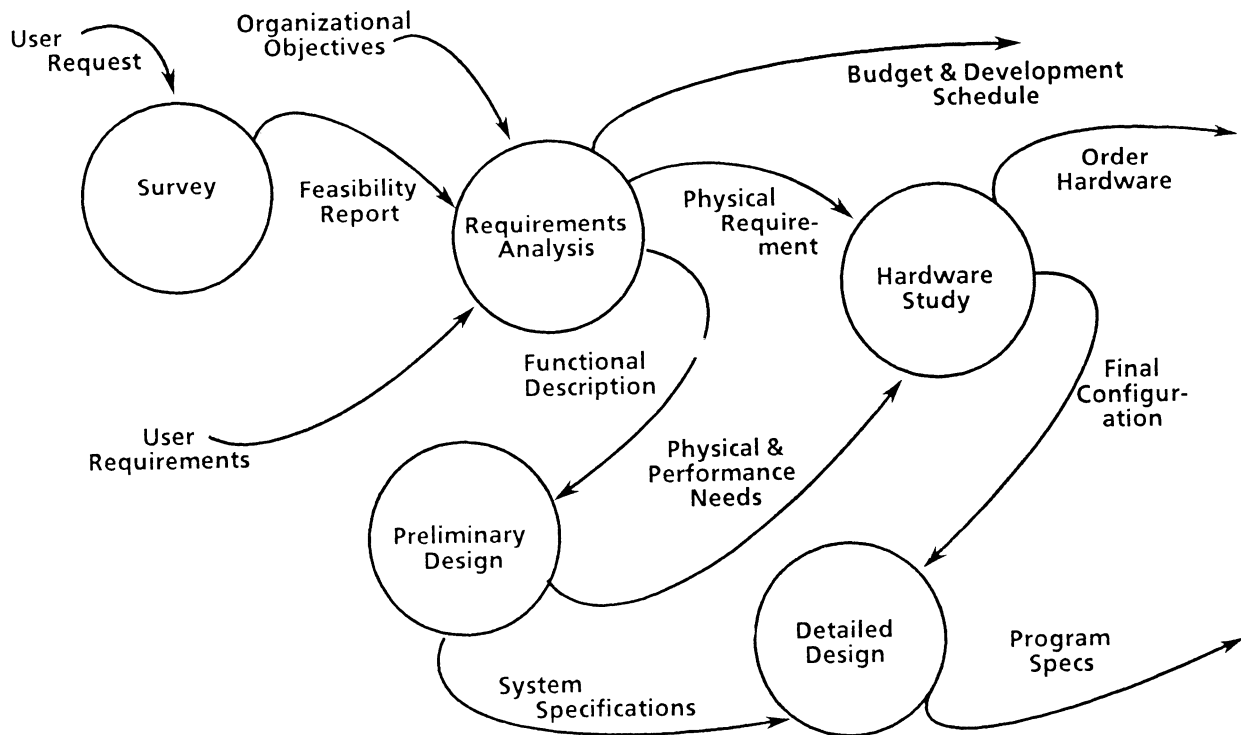 User
Request
Organizational
Objectives
Budget & Development
Schedule
Survey
Feasibility
Report
Requirements
Analysis
Physical
Require-
ment
Order
Hardware
Hardware
Study
Functional
Description
Final
Configur-
ation
User
Requirements
Physical &
Performance
Needs
Preliminary
Design
Detailed
Design
Program
Specs
System
Specifications